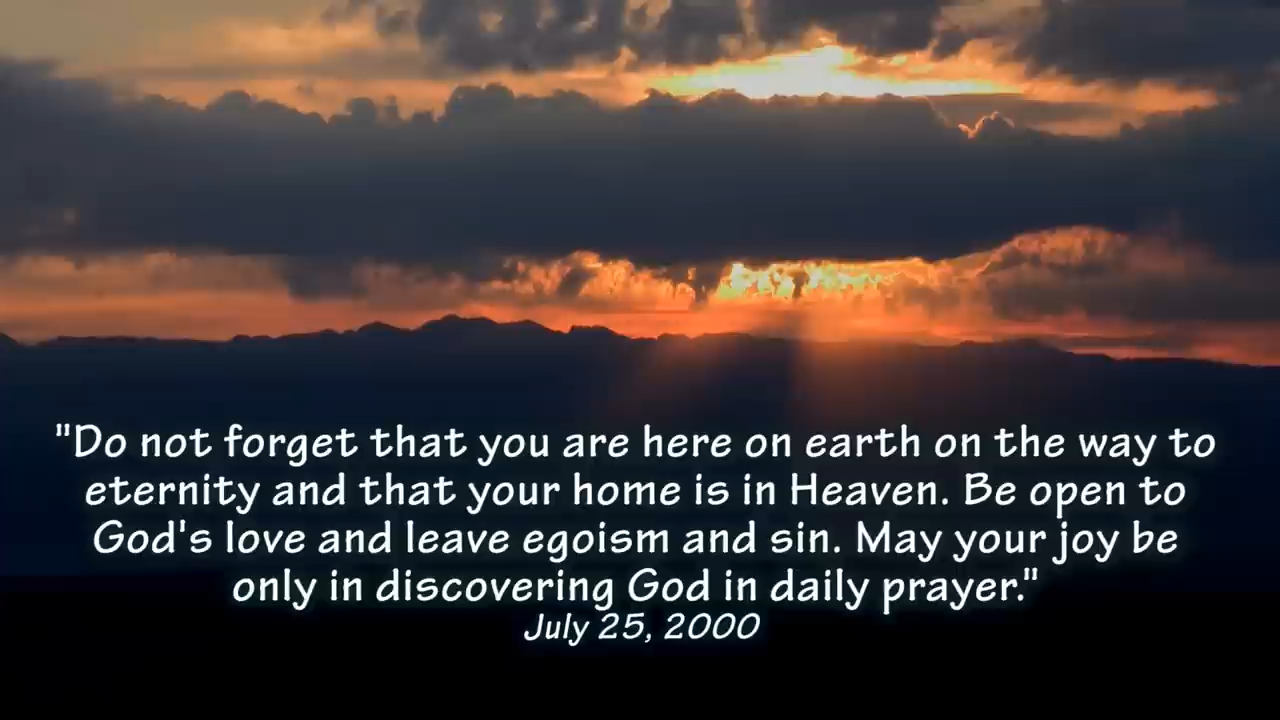 "Do not forget that you are here on earth on the way to
eternity and that your home is in Heaven. Be open to
God's love and leave egoism and sin. May your joy be
only in discovering God in daily prayer."
July 25, 2000